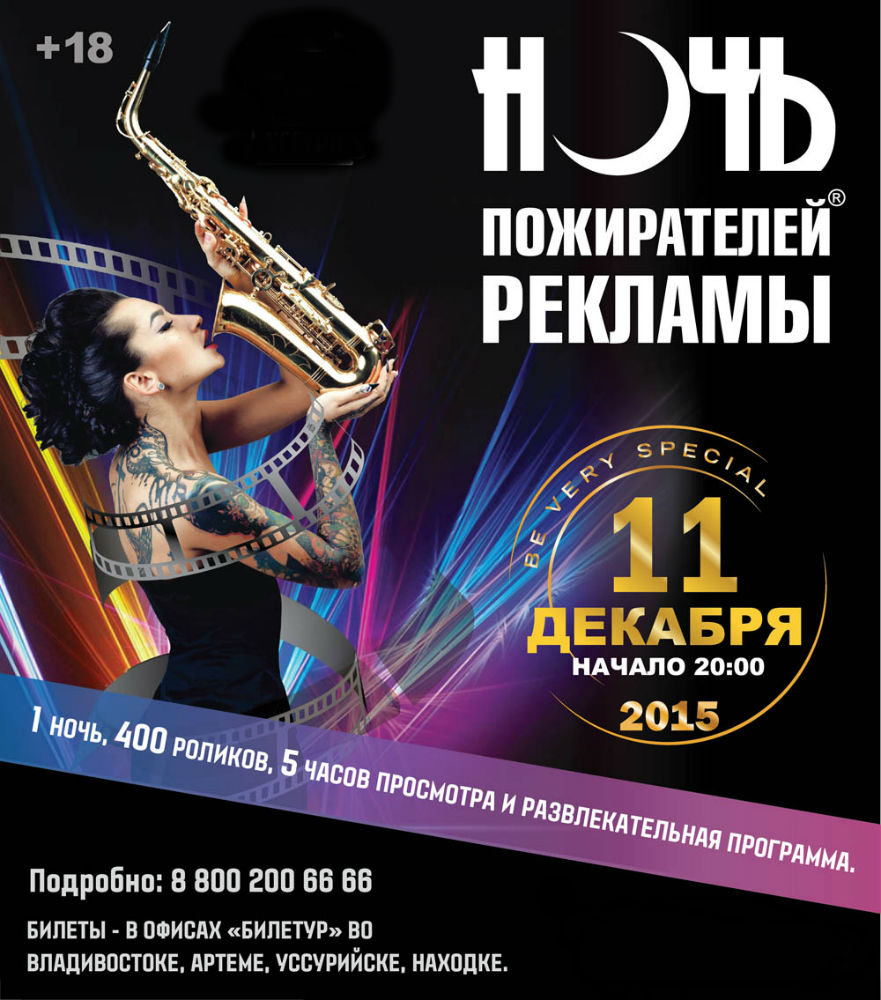 +18
НОЧЬ
ПОЖИРАТЕЛЕЙ®
РЕКЛАМЫ
BE VERY SPECIAL
11
ДЕКАБРЯ
НАЧАЛО 20:00
2015
1 НОЧЬ, 400 РОЛИКОВ, 5 ЧАСОВ ПРОСМОТРА И РАЗВЛЕКАТЕЛЬНАЯ ПРОГРАММА.
Подробно: 8 800 200 66 66
БИЛЕТЫ - В ОФИСАХ «БИЛЕТУР» ВО
ВЛАДИВОСТОКЕ, АРТЕМЕ, УССУРИЙСКЕ, НАХОДКЕ.